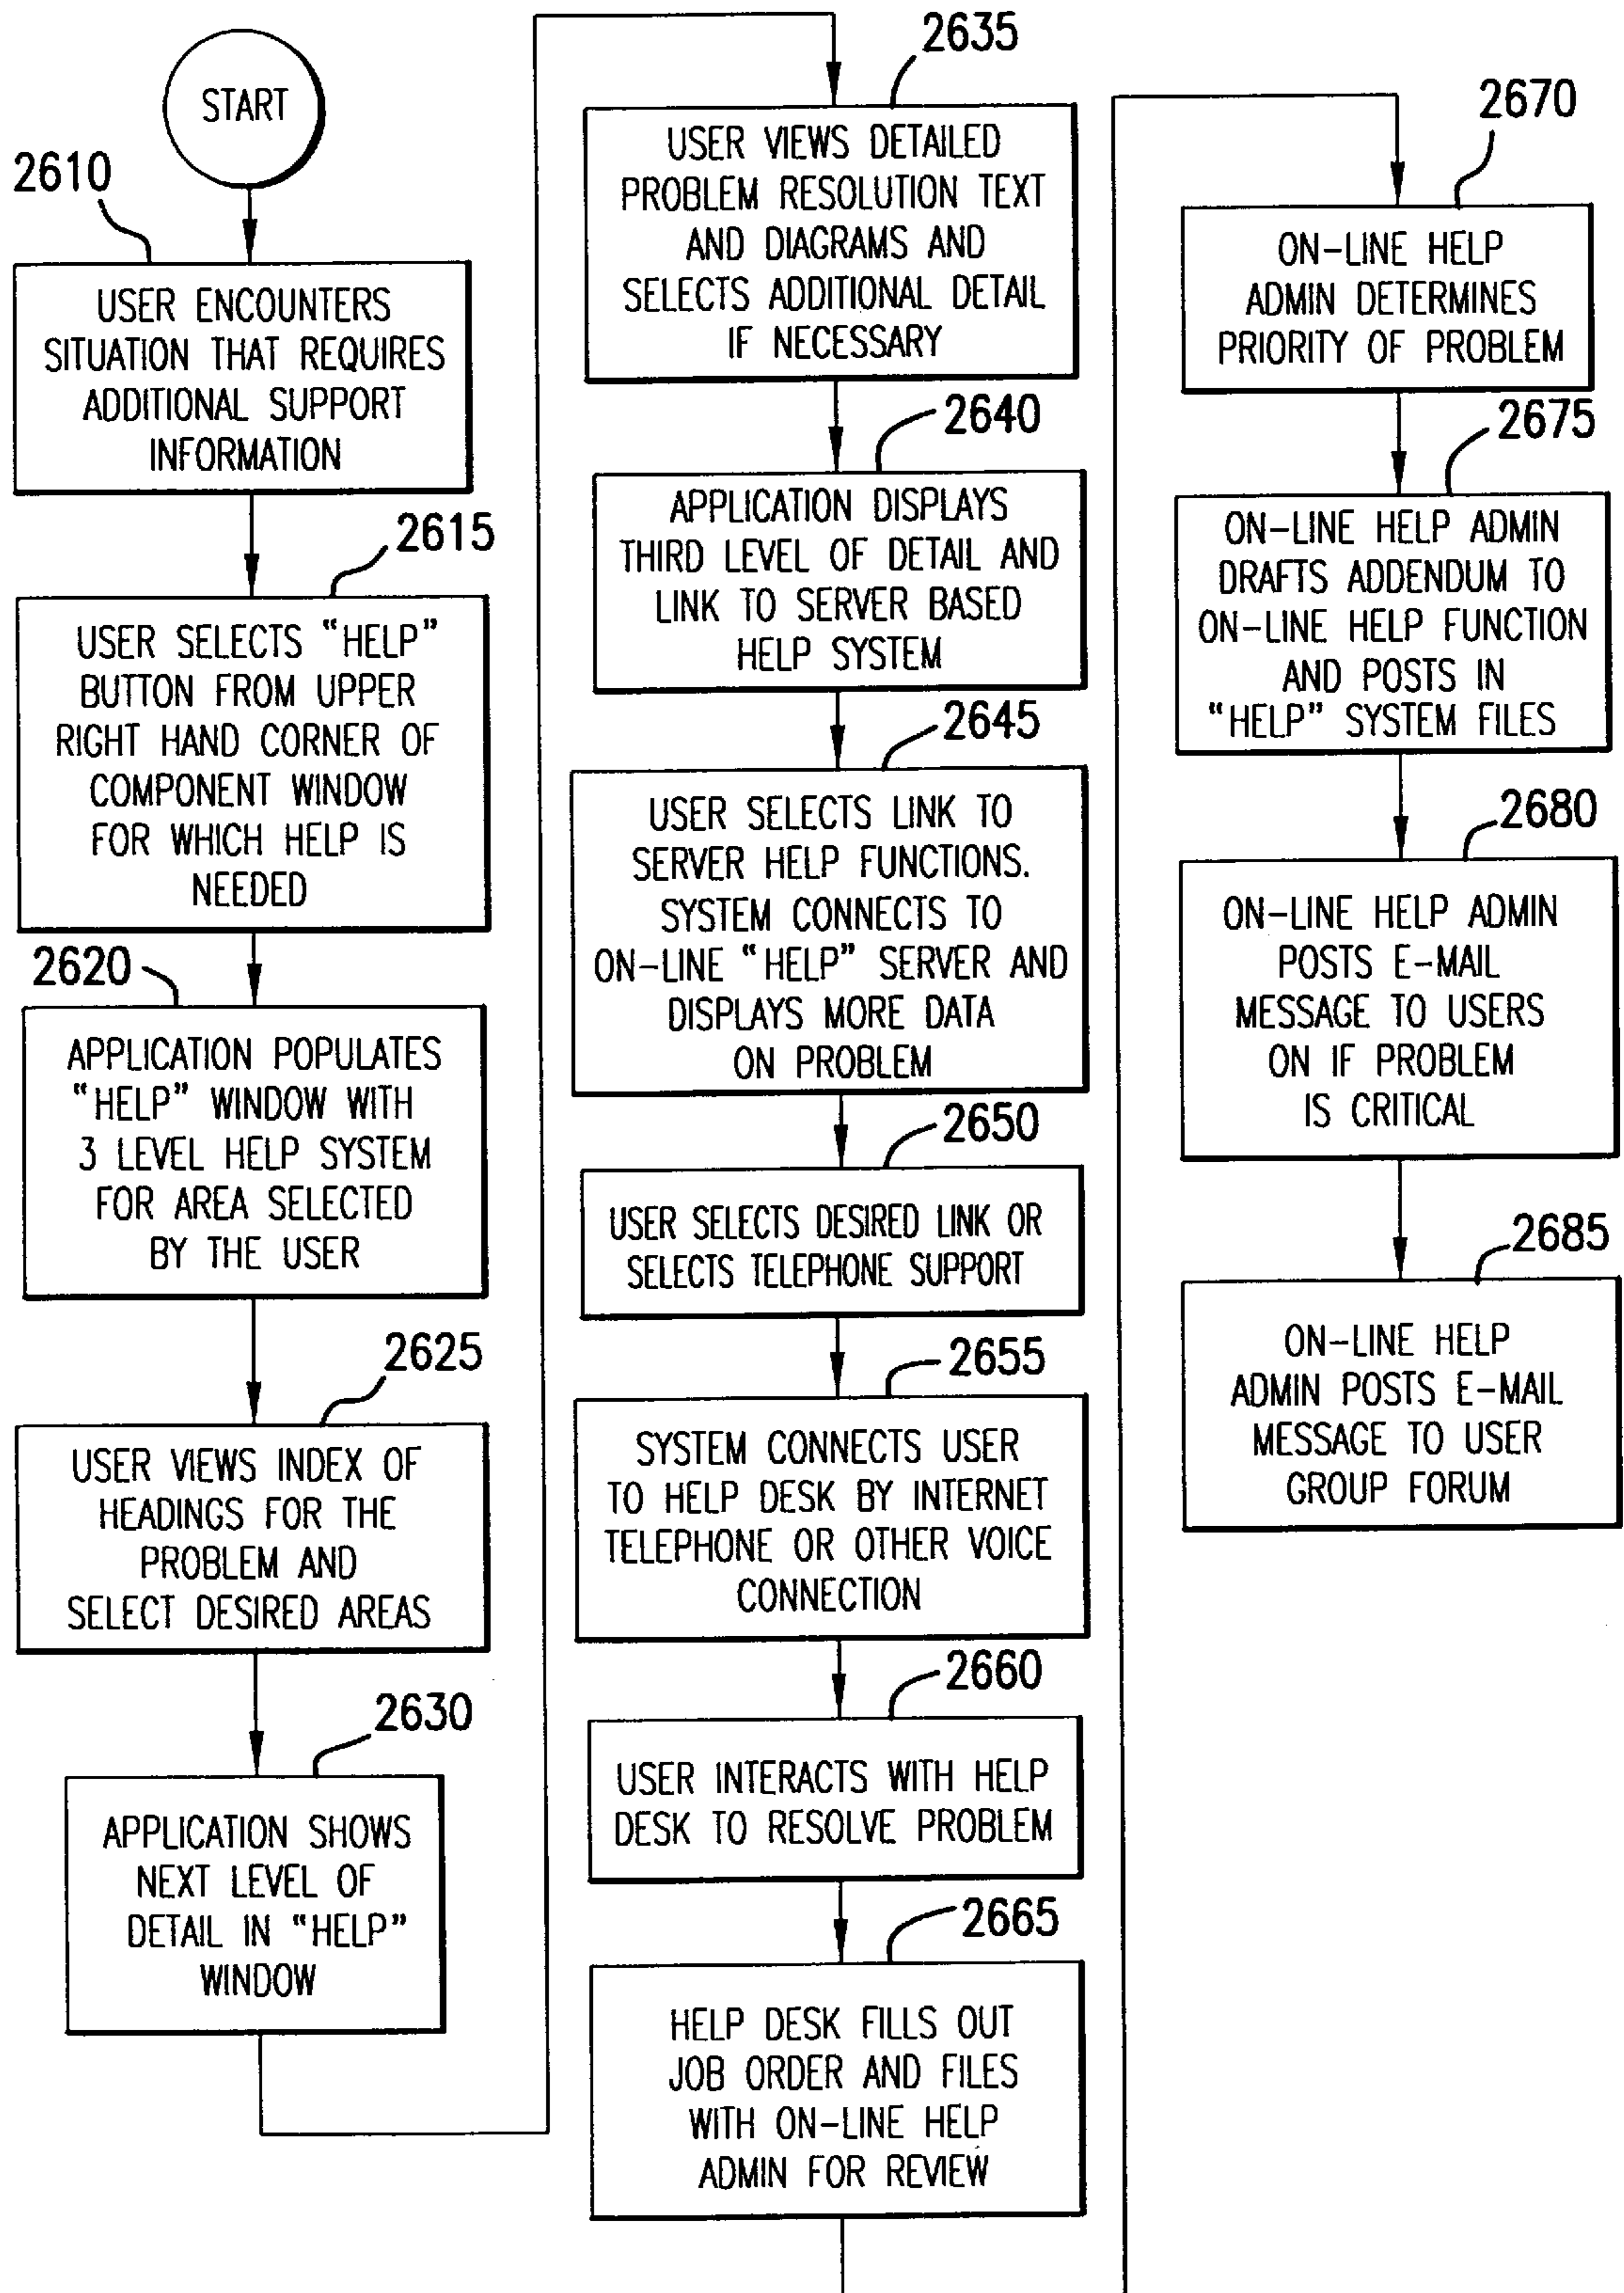 START
2610
USER ENCOUNTERS
SITUATION THAT REQUIRES
ADDITIONAL SUPPORT
INFORMATION
2615
USER SELECTS “HELP”
BUTTON FROM UPPER
RIGHT HAND CORNER OF
COMPONENT WINDOW
FOR WHICH HELP IS
NEEDED
2620
APPLICATION POPULATES
“HELP” WINDOW WITH
3 LEVEL HELP SYSTEM
FOR AREA SELECTED
BY THE USER
2625
USER VIEWS INDEX OF
HEADINGS FOR THE
PROBLEM AND
SELECT DESIRED AREAS
2630
APPLICATION SHOWS
NEXT LEVEL OF
DETAIL IN “HELP”
WINDOW
2635
USER VIEWS DETAILED
PROBLEM RESOLUTION TEXT
AND DIAGRAMS AND
SELECTS ADDITIONAL DETAIL
IF NECESSARY
2640
APPLICATION DISPLAYS
THIRD LEVEL OF DETAIL AND
LINK TO SERVER BASED
HELP SYSTEM
2645
USER SELECTS LINK TO
SERVER HELP FUNCTIONS.
SYSTEM CONNECTS TO
ON-LINE “HELP” SERVER AND
DISPLAYS MORE DATA
ON PROBLEM
2650
USER SELECTS DESIRED LINK OR
SELECTS TELEPHONE SUPPORT
2655
SYSTEM CONNECTS USER
TO HELP DESK BY INTERNET
TELEPHONE OR OTHER VOICE
CONNECTION
2660
USER INTERACTS WITH HELP
DESK TO RESOLVE PROBLEM
2665
HELP DESK FILLS OUT
JOB ORDER AND FILES
WITH ON-LINE HELP
ADMIN FOR REVIEW
2670
ON-LINE HELP
ADMIN DETERMINES
PRIORITY OF PROBLEM
2675
ON-LINE HELP ADMIN
DRAFTS ADDENDUM TO
ON-LINE HELP FUNCTION
AND POSTS IN
“HELP” SYSTEM FILES
2680
ON-LINE HELP ADMIN
POSTS E-MAIL
MESSAGE TO USERS
ON IF PROBLEM
IS CRITICAL
2685
ON-LINE HELP
ADMIN POSTS E-MAIL
MESSAGE TO USER
GROUP FORUM